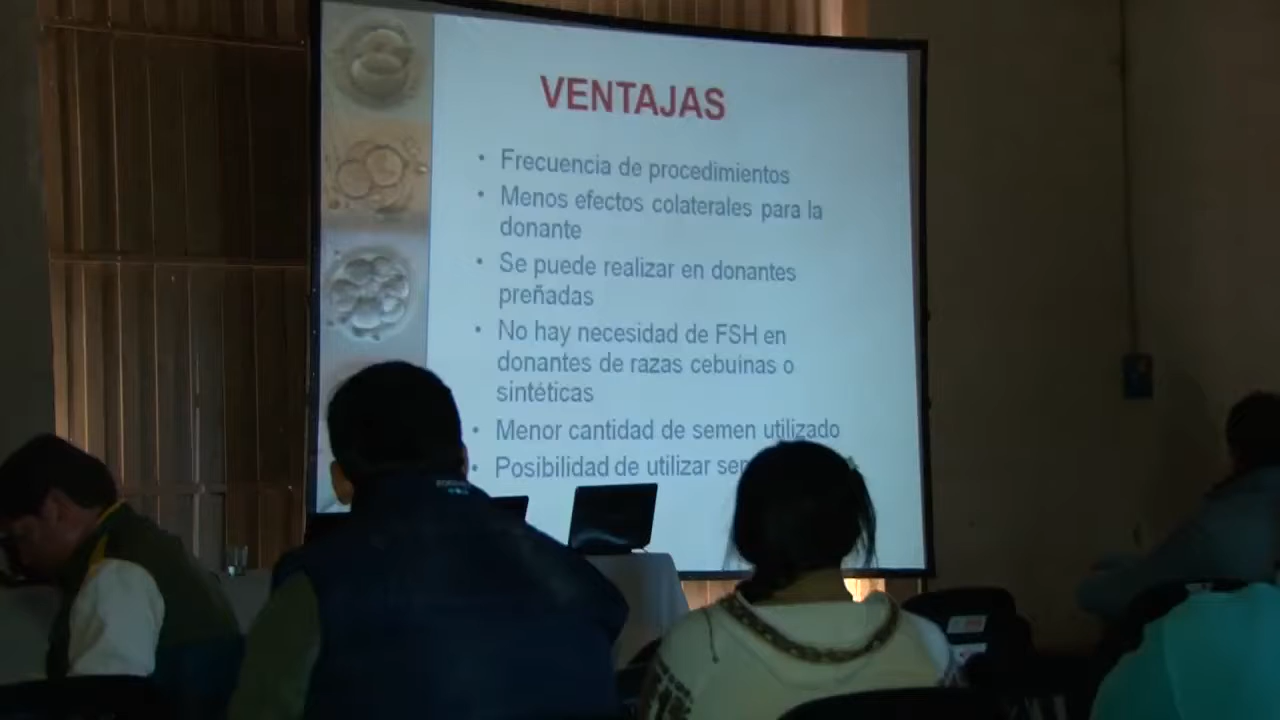 VENTAJAS
• Frecuencia de procedimientos
• Menos efectos colaterales para la
donante
• Se puede realizar en donantes
preñadas
• No hay necesidad de FSH en
donantes de razas cebuinas o
sintéticas
• Menor cantidad de semen utilizado
• Posibilidad de utilizar